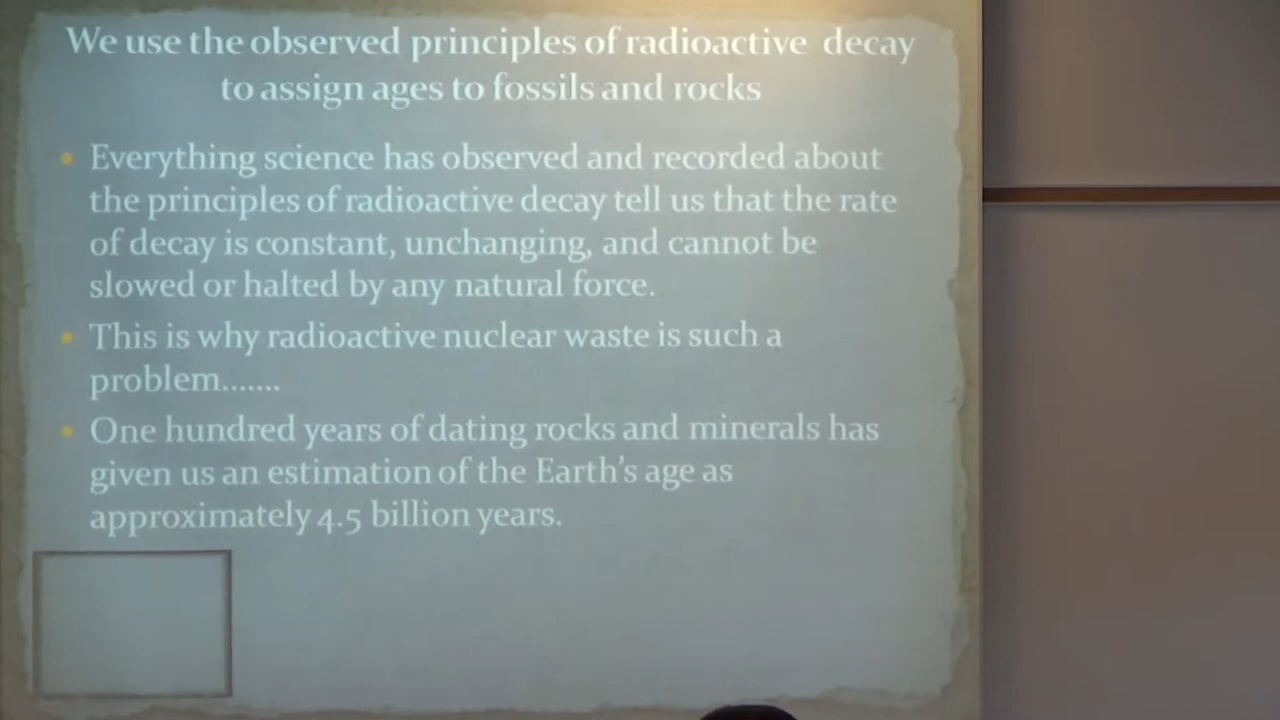 We use the observed principles of radioactive decay
to assign ages to fossils and rocks
• Everything science has observed and recorded about
the principles of radioactive decay tell us that the rate
of decay is constant, unchanging, and cannot be
slowed or halted by any natural force.
• This is why radioactive nuclear waste is such a
problem.......
• One hundred years of dating rocks and minerals has
given us an estimation of the Earth's age as
approximately 4.5 billion years.